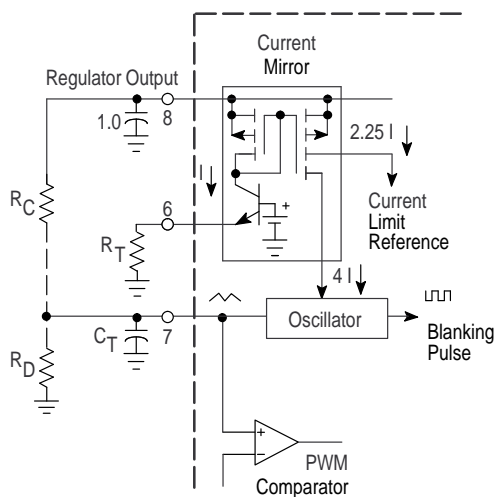 Current
Mirror
Regulator Output
1.0
8
2.25 I
I
Current
Limit
Reference
R_C
6
+
R_T
4 I
Oscillator
C_T
7
Blanking
Pulse
R_D
+
−
PWM
Comparator